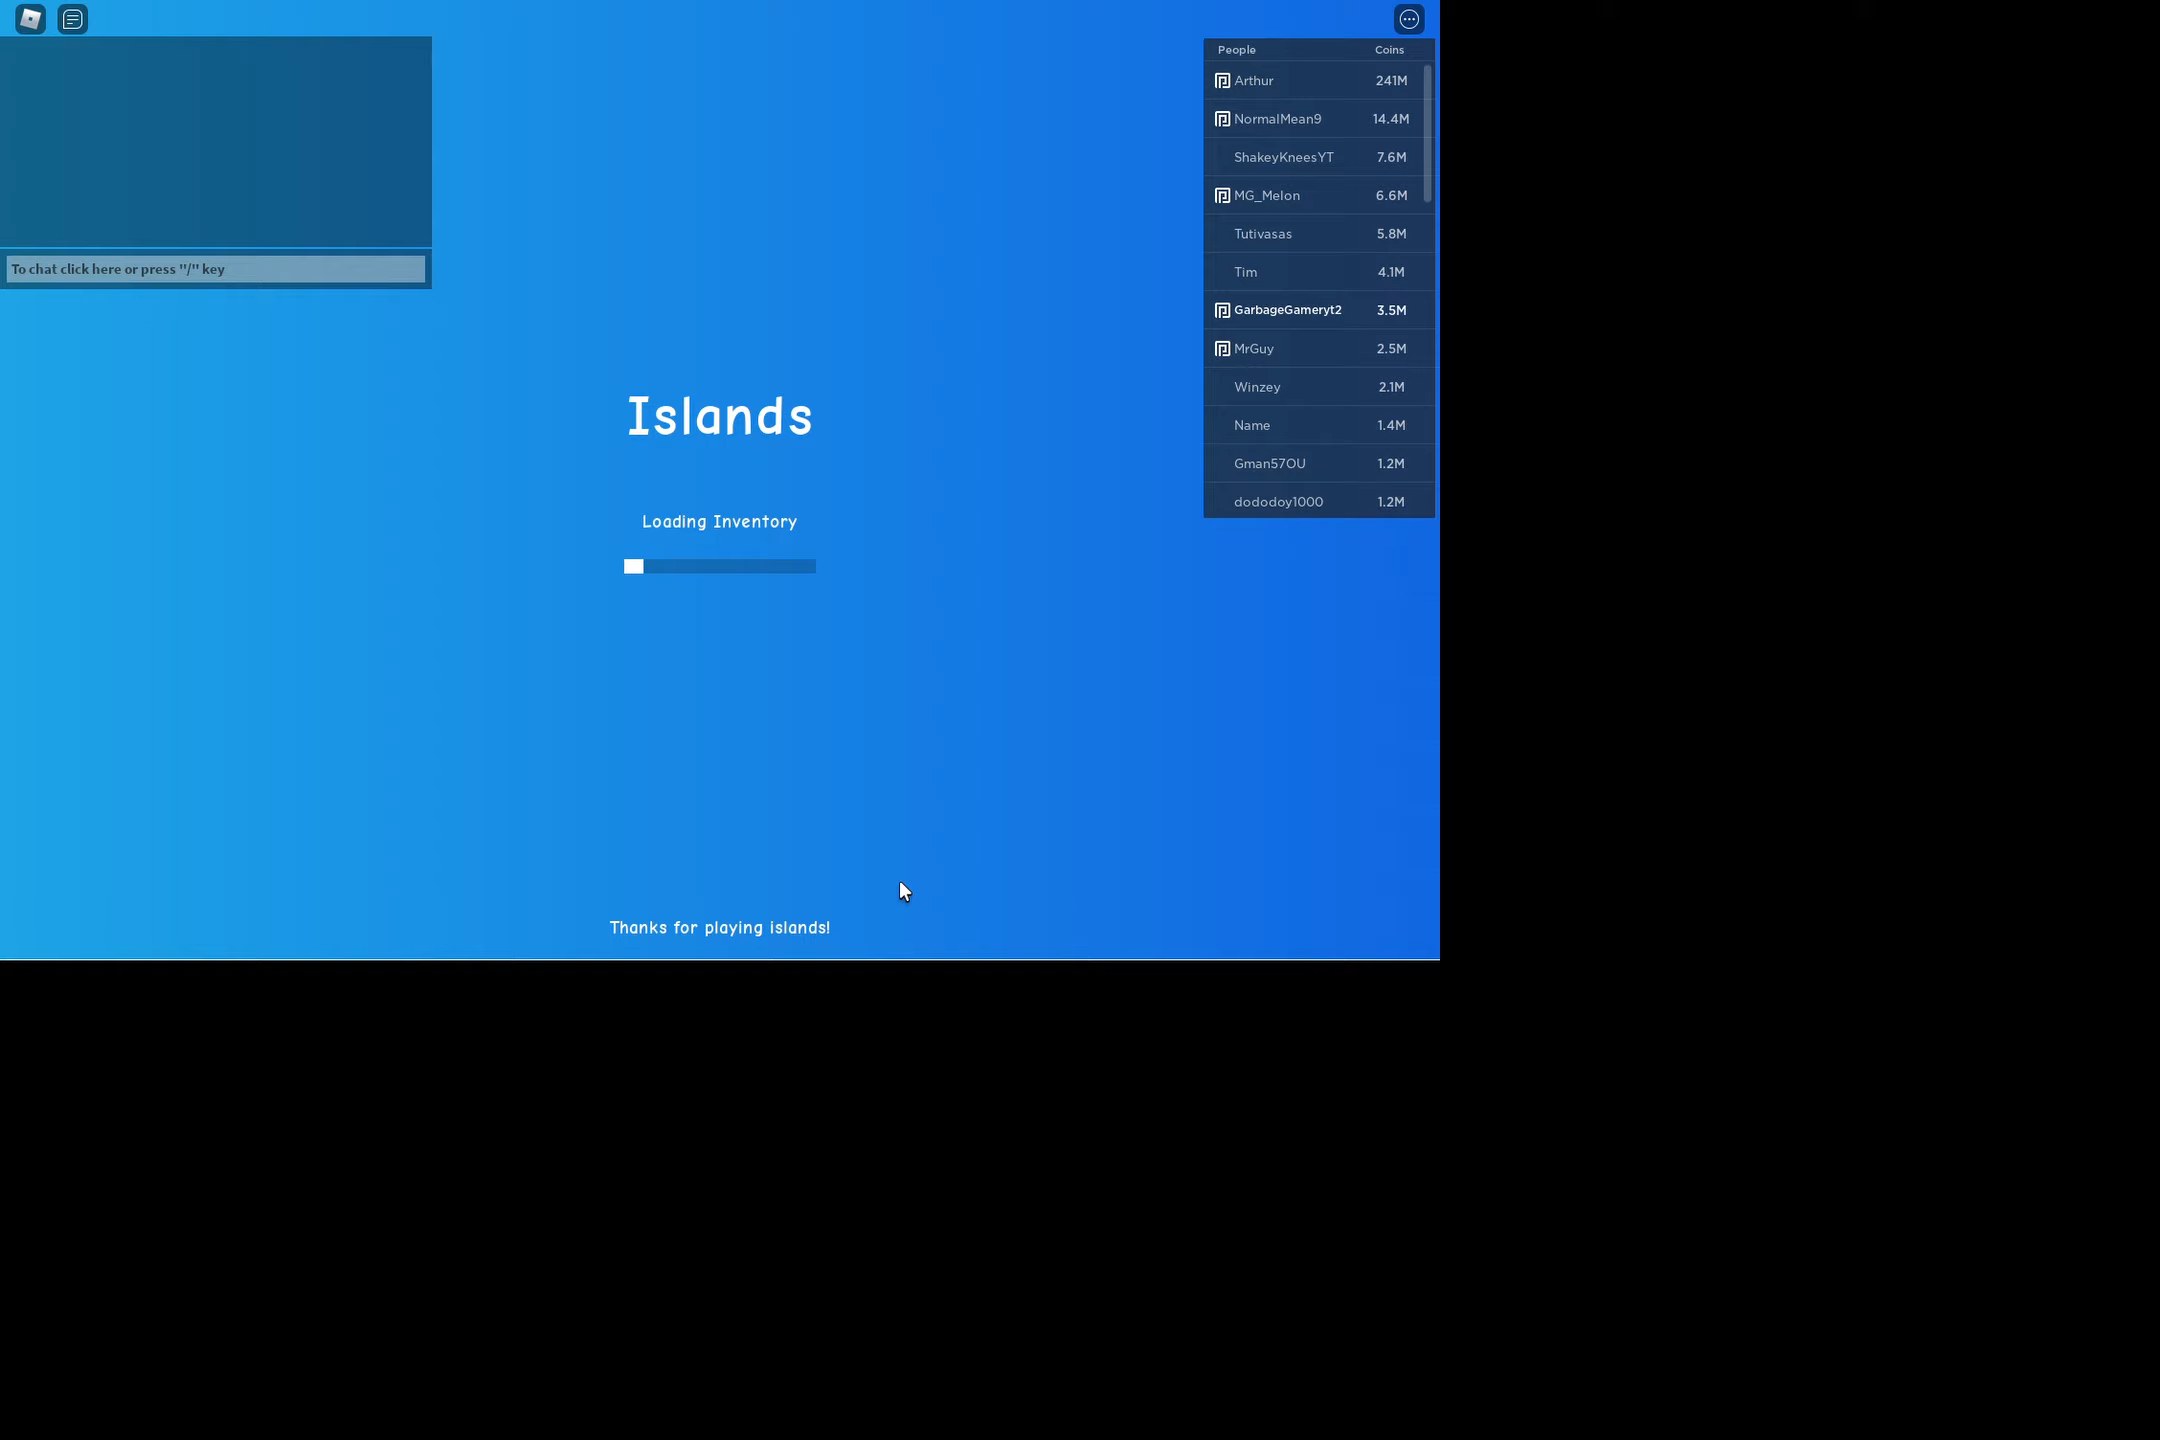 People Coins
Arthur 241M
NormalMean9 14.4M
ShakeyKneesYT 7.6M
MG_Melon 6.6M
Tutivasas 5.8M
Tim 4.1M
GarbageGameryt2 3.5M
MrGuy 2.5M
Winzey 2.1M
Name 1.4M
Gman57OU 1.2M
dododoy1000 1.2M
To chat click here or press "/" key
Islands
Loading Inventory
Thanks for playing islands!